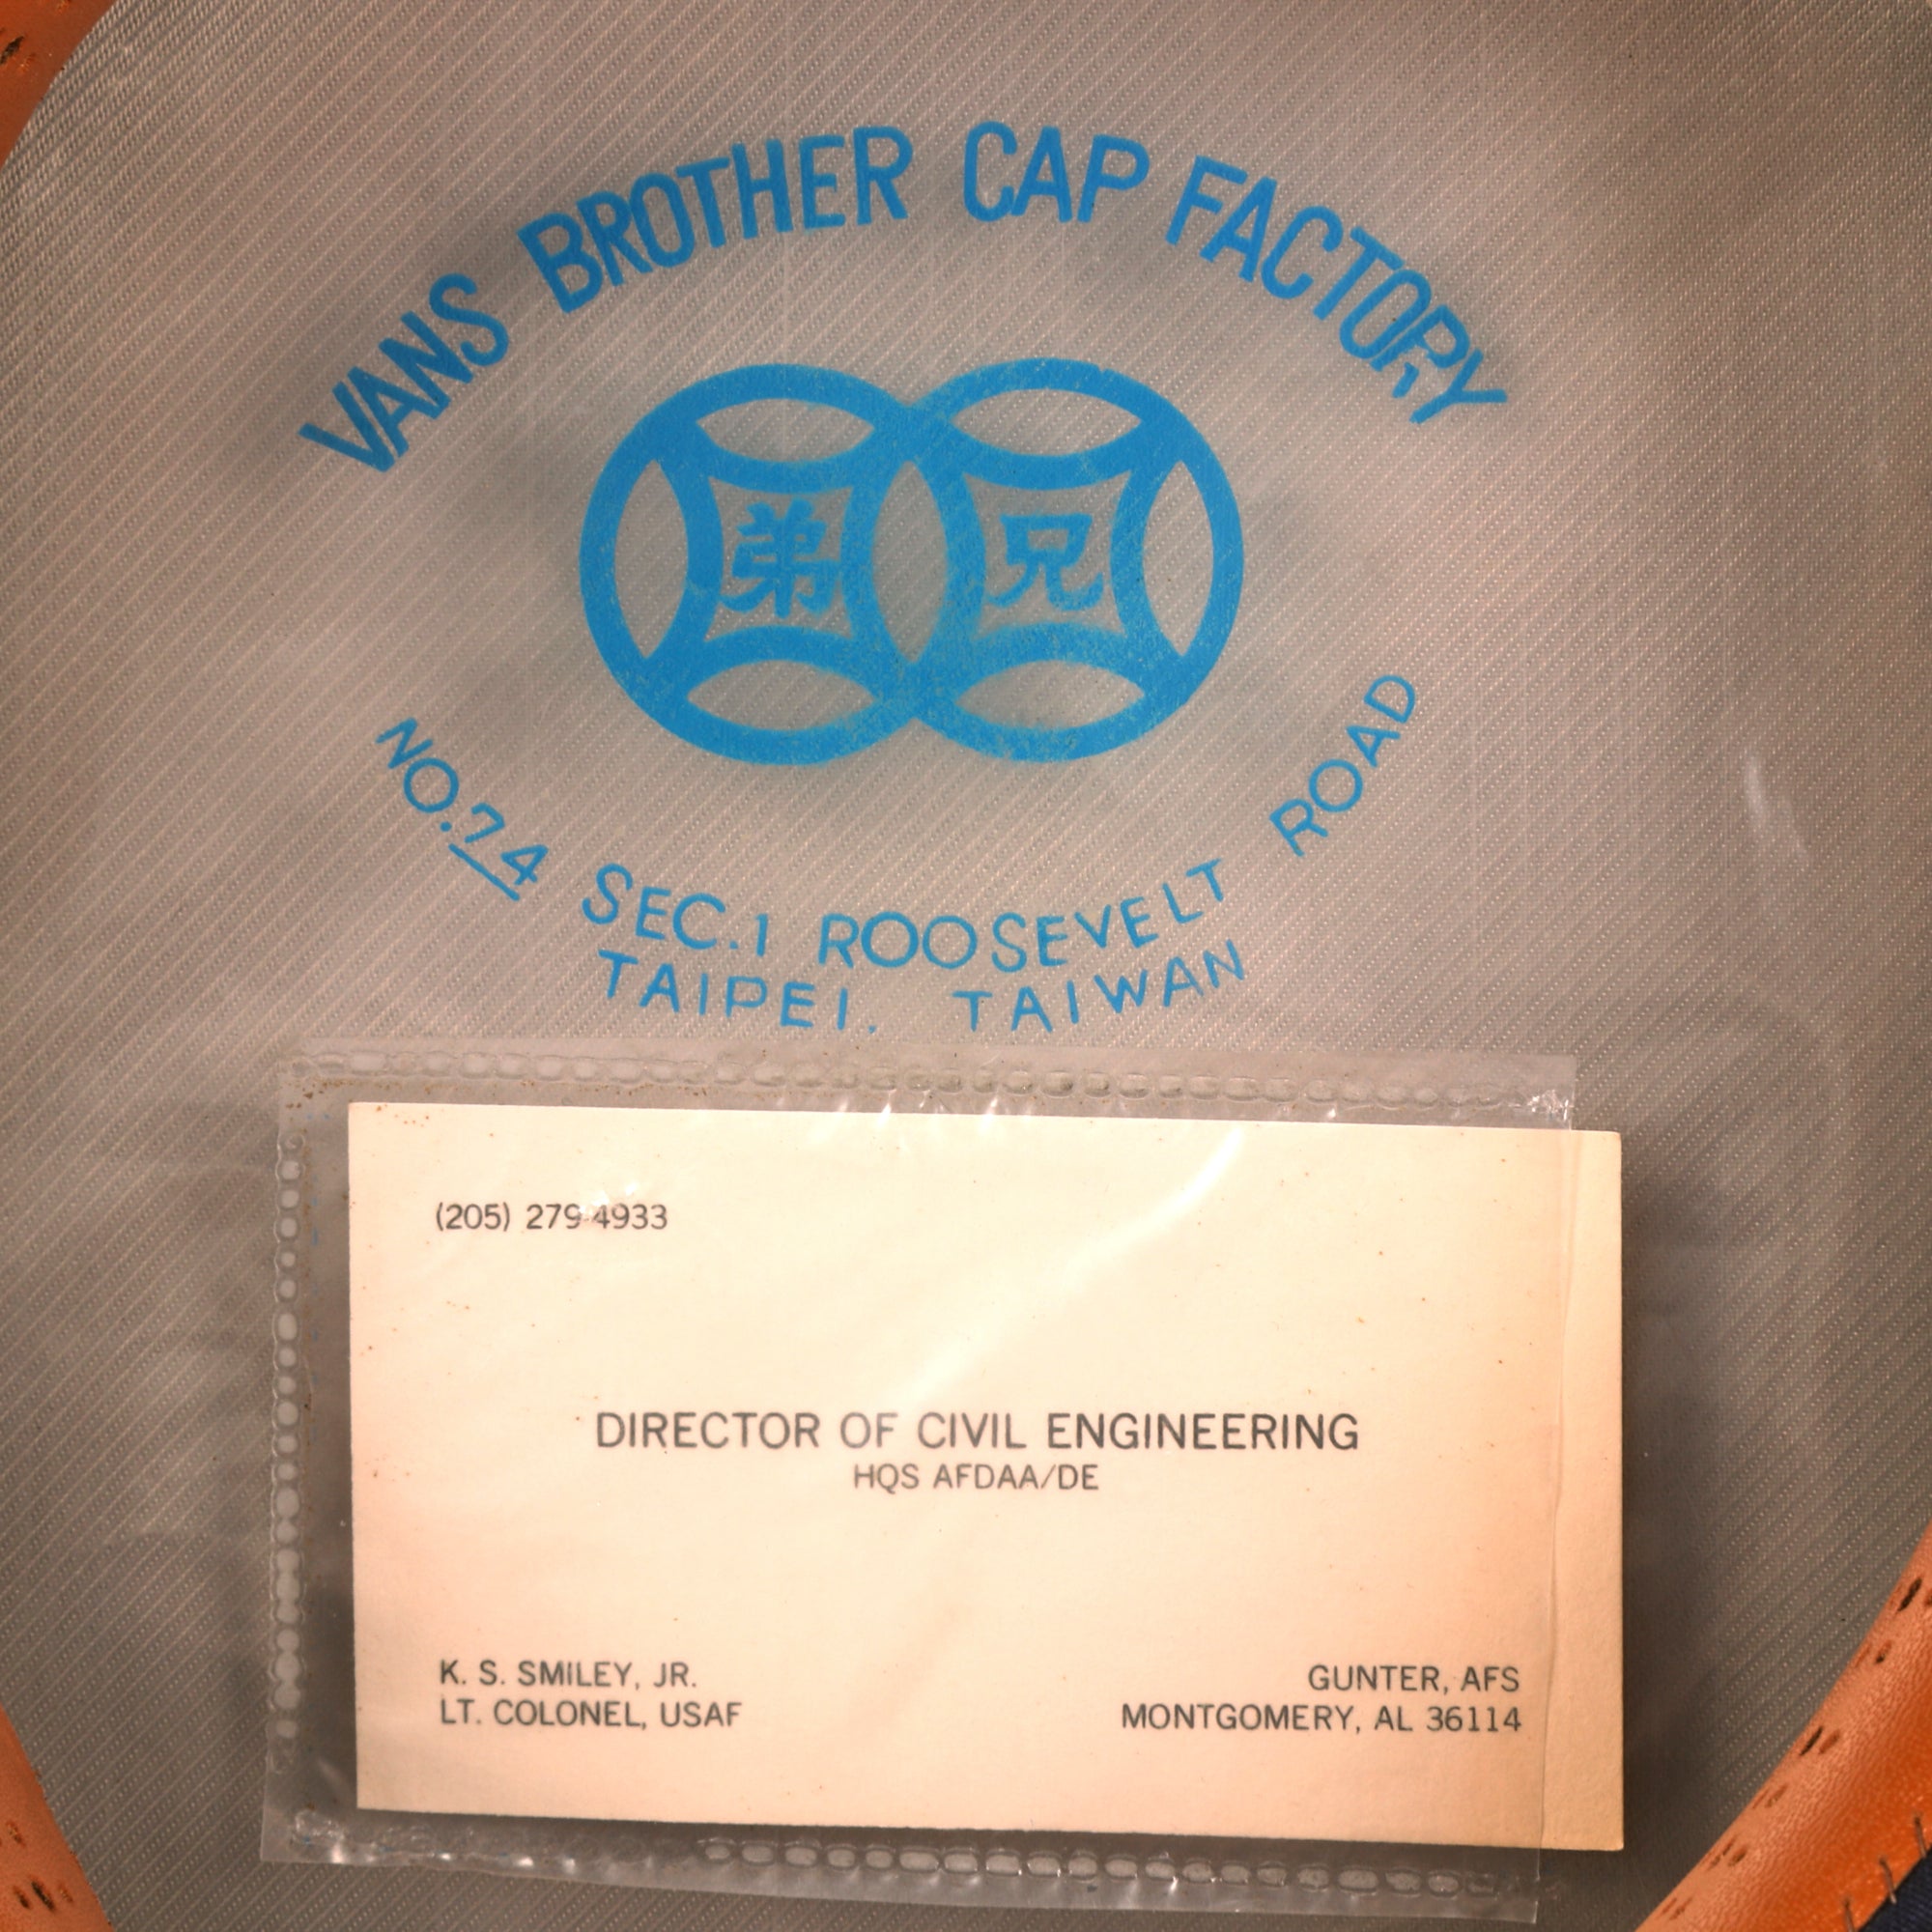 VANS BROTHER CAP FACTORY
弟 兄
NO.74 SEC.1 ROOSEVELT ROAD
TAIPEI. TAIWAN
(205) 279-4933
DIRECTOR OF CIVIL ENGINEERING
HQS AFDAA/DE
K. S. SMILEY, JR.
LT. COLONEL, USAF
GUNTER, AFS
MONTGOMERY, AL 36114